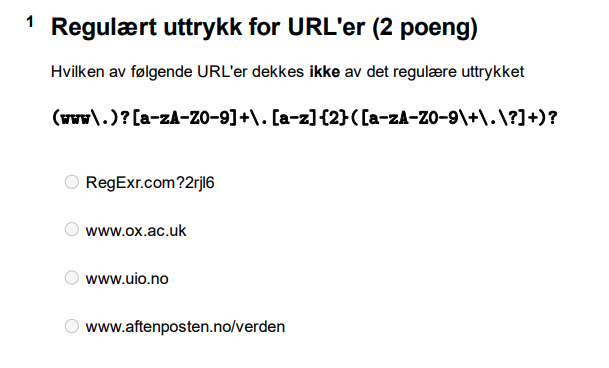 1 Regulært uttrykk for URL'er (2 poeng)
Hvilken av følgende URL'er dekkes ikke av det regulære uttrykket
(www\.)?[a-zA-Z0-9]+\.[a-z]{2}([a-zA-Z0-9\+\.\?]+)?
RegExr.com?2rjl6
www.ox.ac.uk
www.uio.no
www.aftenposten.no/verden